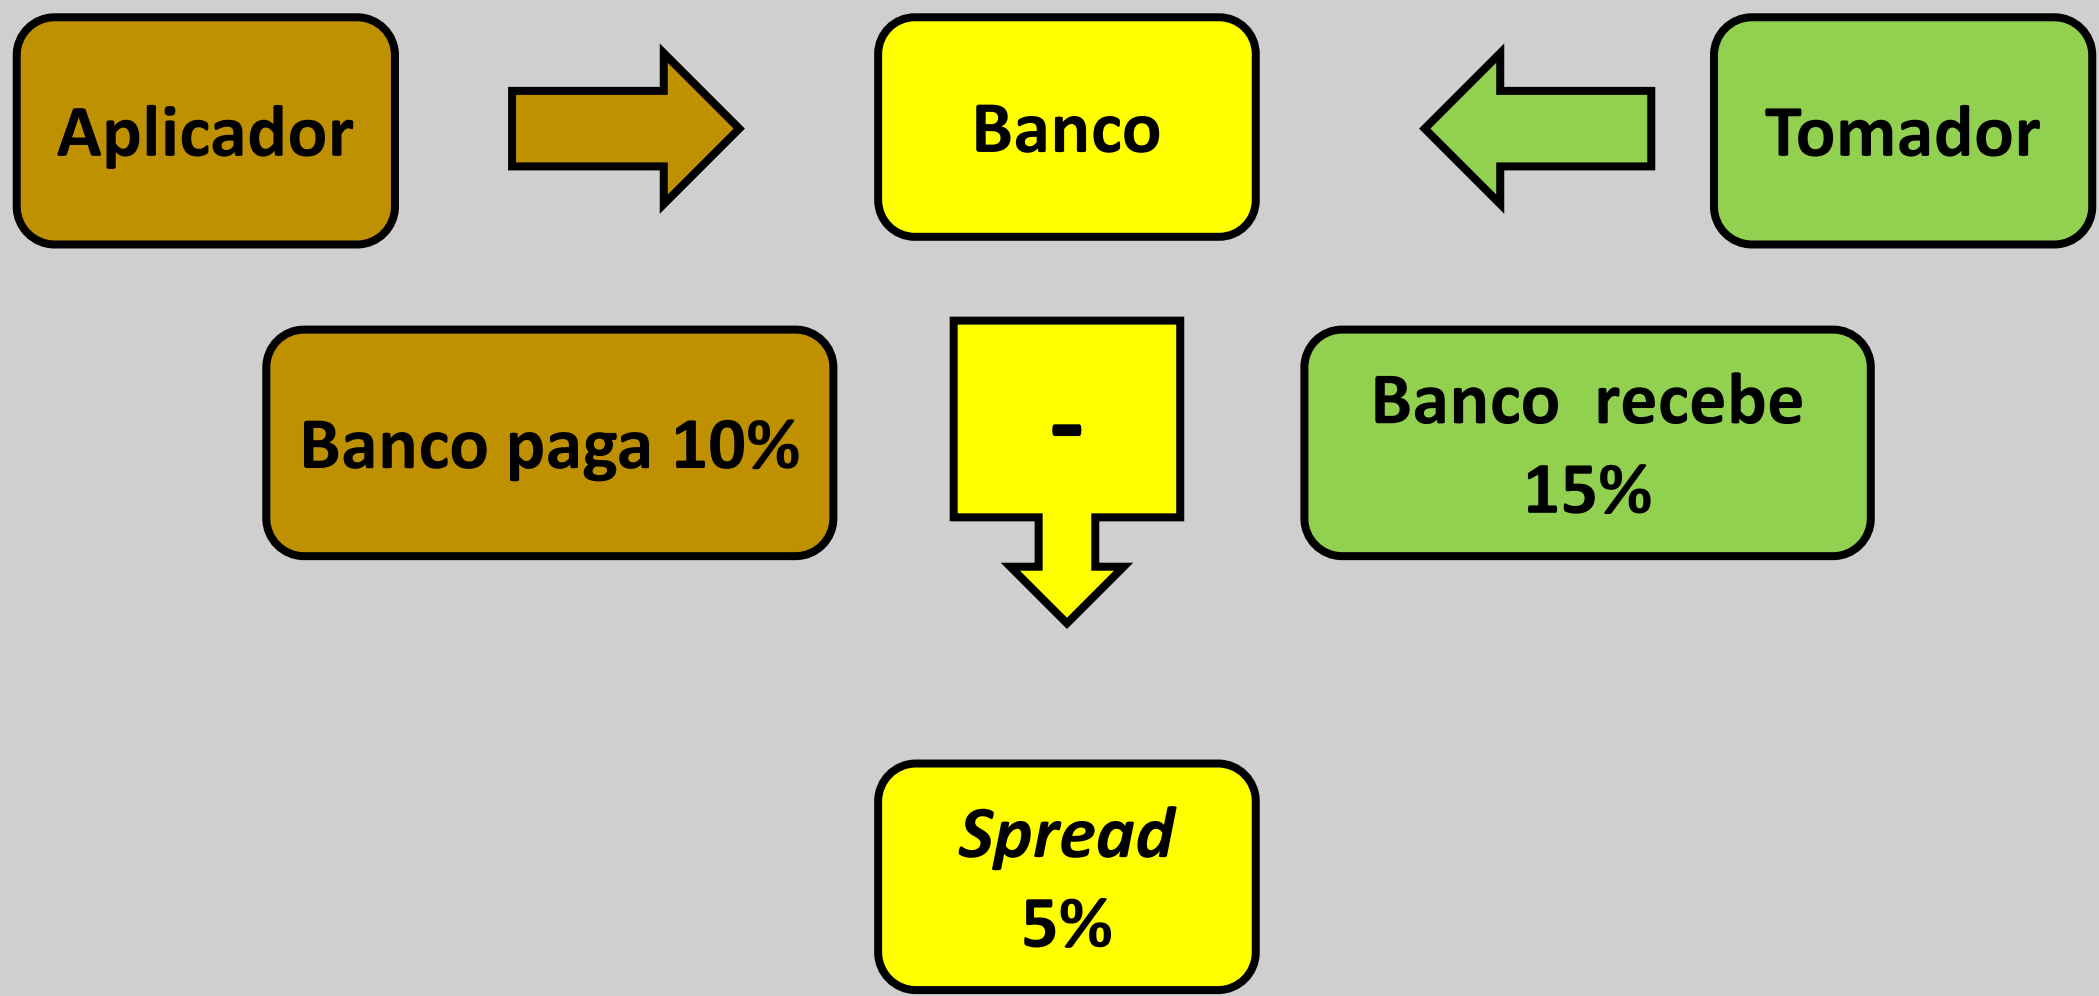 Aplicador
Banco
Tomador
Banco paga 10%
-
Banco recebe
15%
Spread
5%